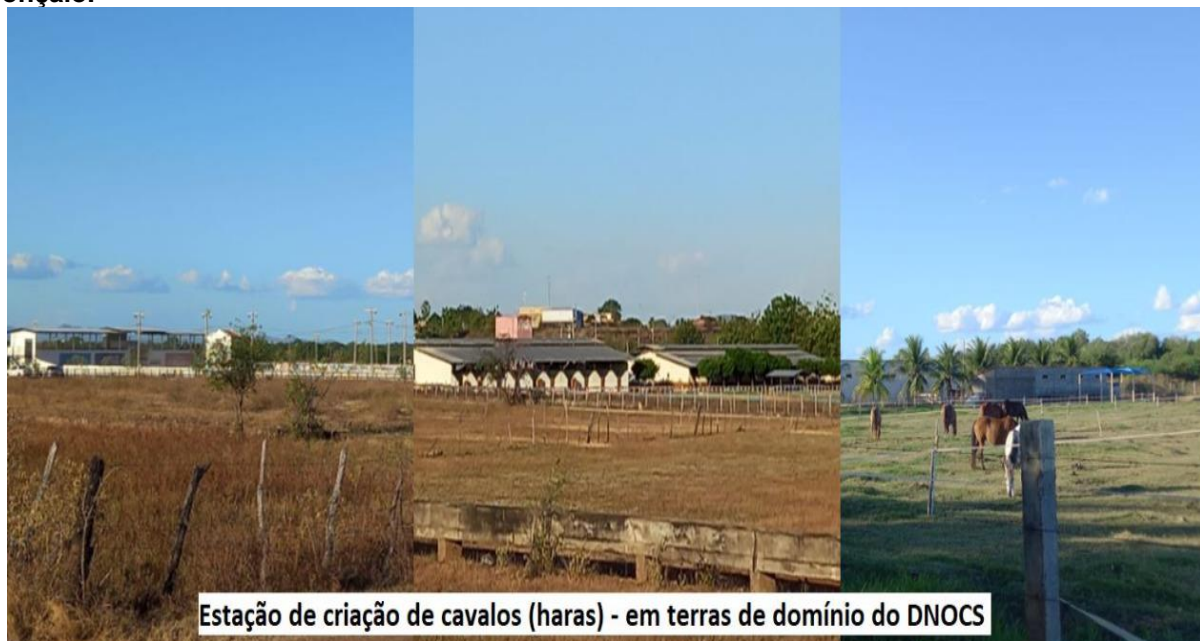 Estação de criação de cavalos (haras) - em terras de domínio do DNOCS